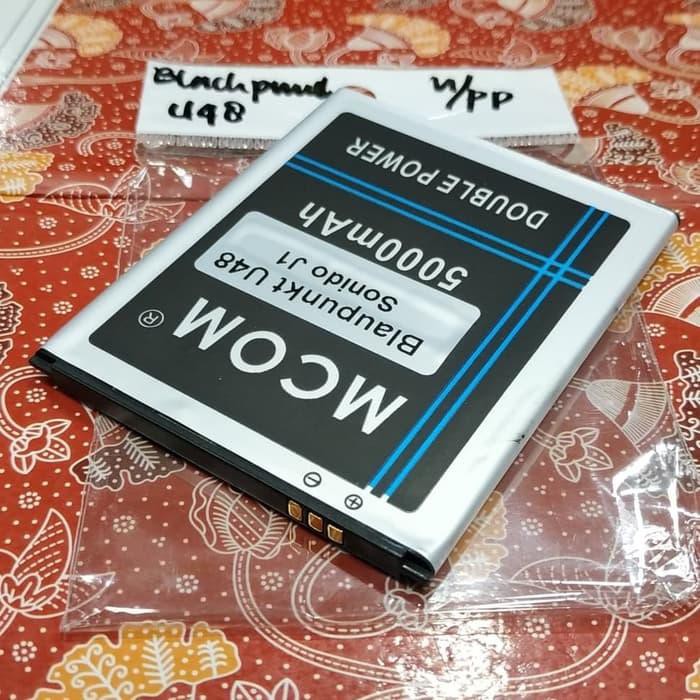 U48
N/PP
MCOM ®
Blaupunkt U48
Sonido J1
5000mAh
DOUBLE POWER
⊖ ⊕